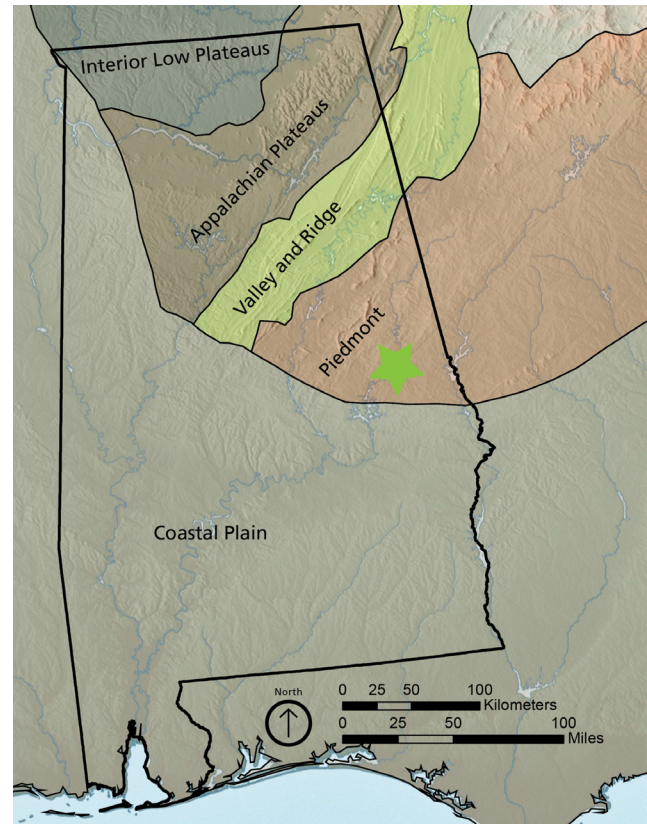 Interior Low Plateaus
Appalachian Plateaus
Valley and Ridge
Piedmont
Coastal Plain
North
0 25 50 100
Kilometers
0 25 50 100
Miles